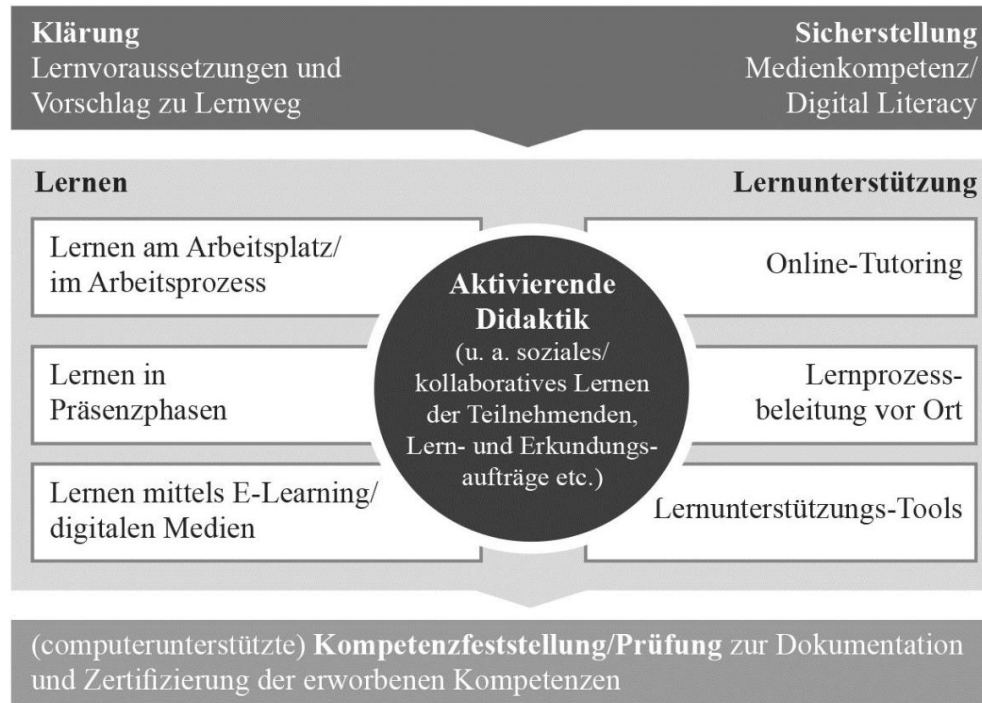 Klärung
Lernvoraussetzungen und
Vorschlag zu Lernweg
Sicherstellung
Medienkompetenz/
Digital Literacy
Lernen
Lernunterstützung
Lernen am Arbeitsplatz/
im Arbeitsprozess
Lernen in
Präsenzphasen
Lernen mittels E-Learning/
digitalen Medien
Aktivierende
Didaktik
(u. a. soziales/
kollaboratives Lernen
der Teilnehmenden,
Lern- und Erkundungs-
aufträge etc.)
Online-Tutoring
Lernprozess-
beleitung vor Ort
Lernunterstützungs-Tools
(computerunterstützte) Kompetenzfeststellung/Prüfung zur Dokumentation
und Zertifizierung der erworbenen Kompetenzen